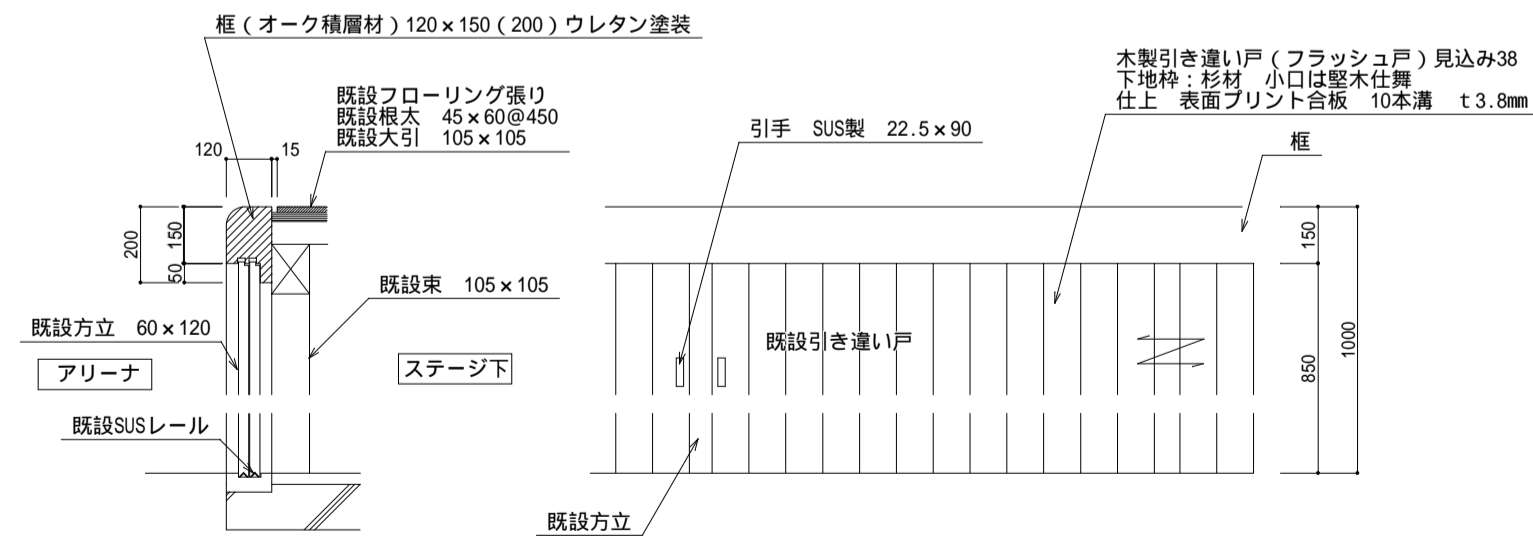 框（オーク積層材）120×150（200）ウレタン塗装
既設フローリング張り
既設根太　45×60@450
既設大引　105×105
120
15
木製引き違い戸（フラッシュ戸）見込み38
下地枠：杉材　小口は堅木仕舞
仕上　表面プリント合板　10本溝　t3.8mm
引手　SUS製　22.5×90
框
200
150
50
150
850
1000
既設束　105×105
既設方立　60×120
アリーナ
ステージ下
既設引き違い戸
既設SUSレール
既設方立